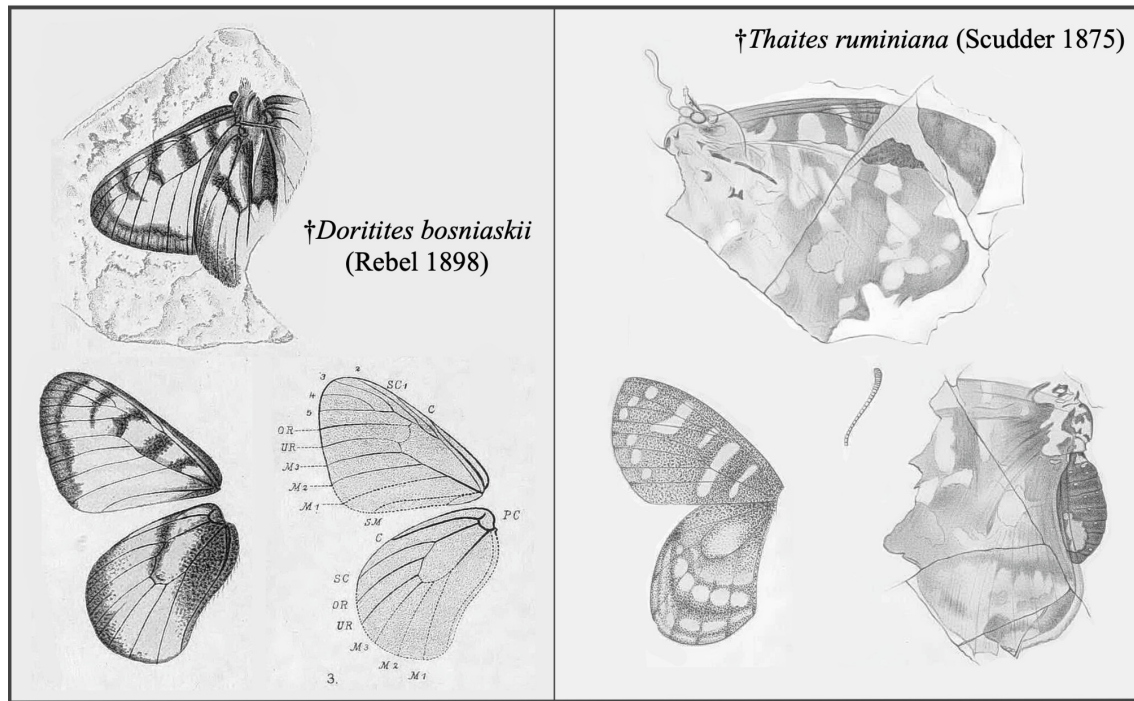 †Doritites bosniaskii
(Rebel 1898)
3
2
SC1
4
C
5
OR
UR
M3
M2
M1
SM
PC
C
SC
OR
UR
M3
M2
M1
3.
†Thaites ruminiana (Scudder 1875)